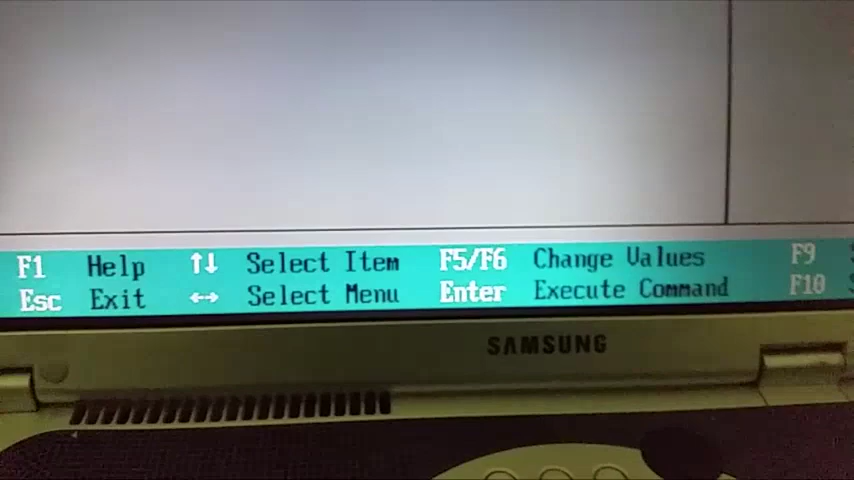 F1 Help ↑↓ Select Item F5/F6 Change Values F9
Esc Exit ↔ Select Menu Enter Execute Command F10
SAMSUNG